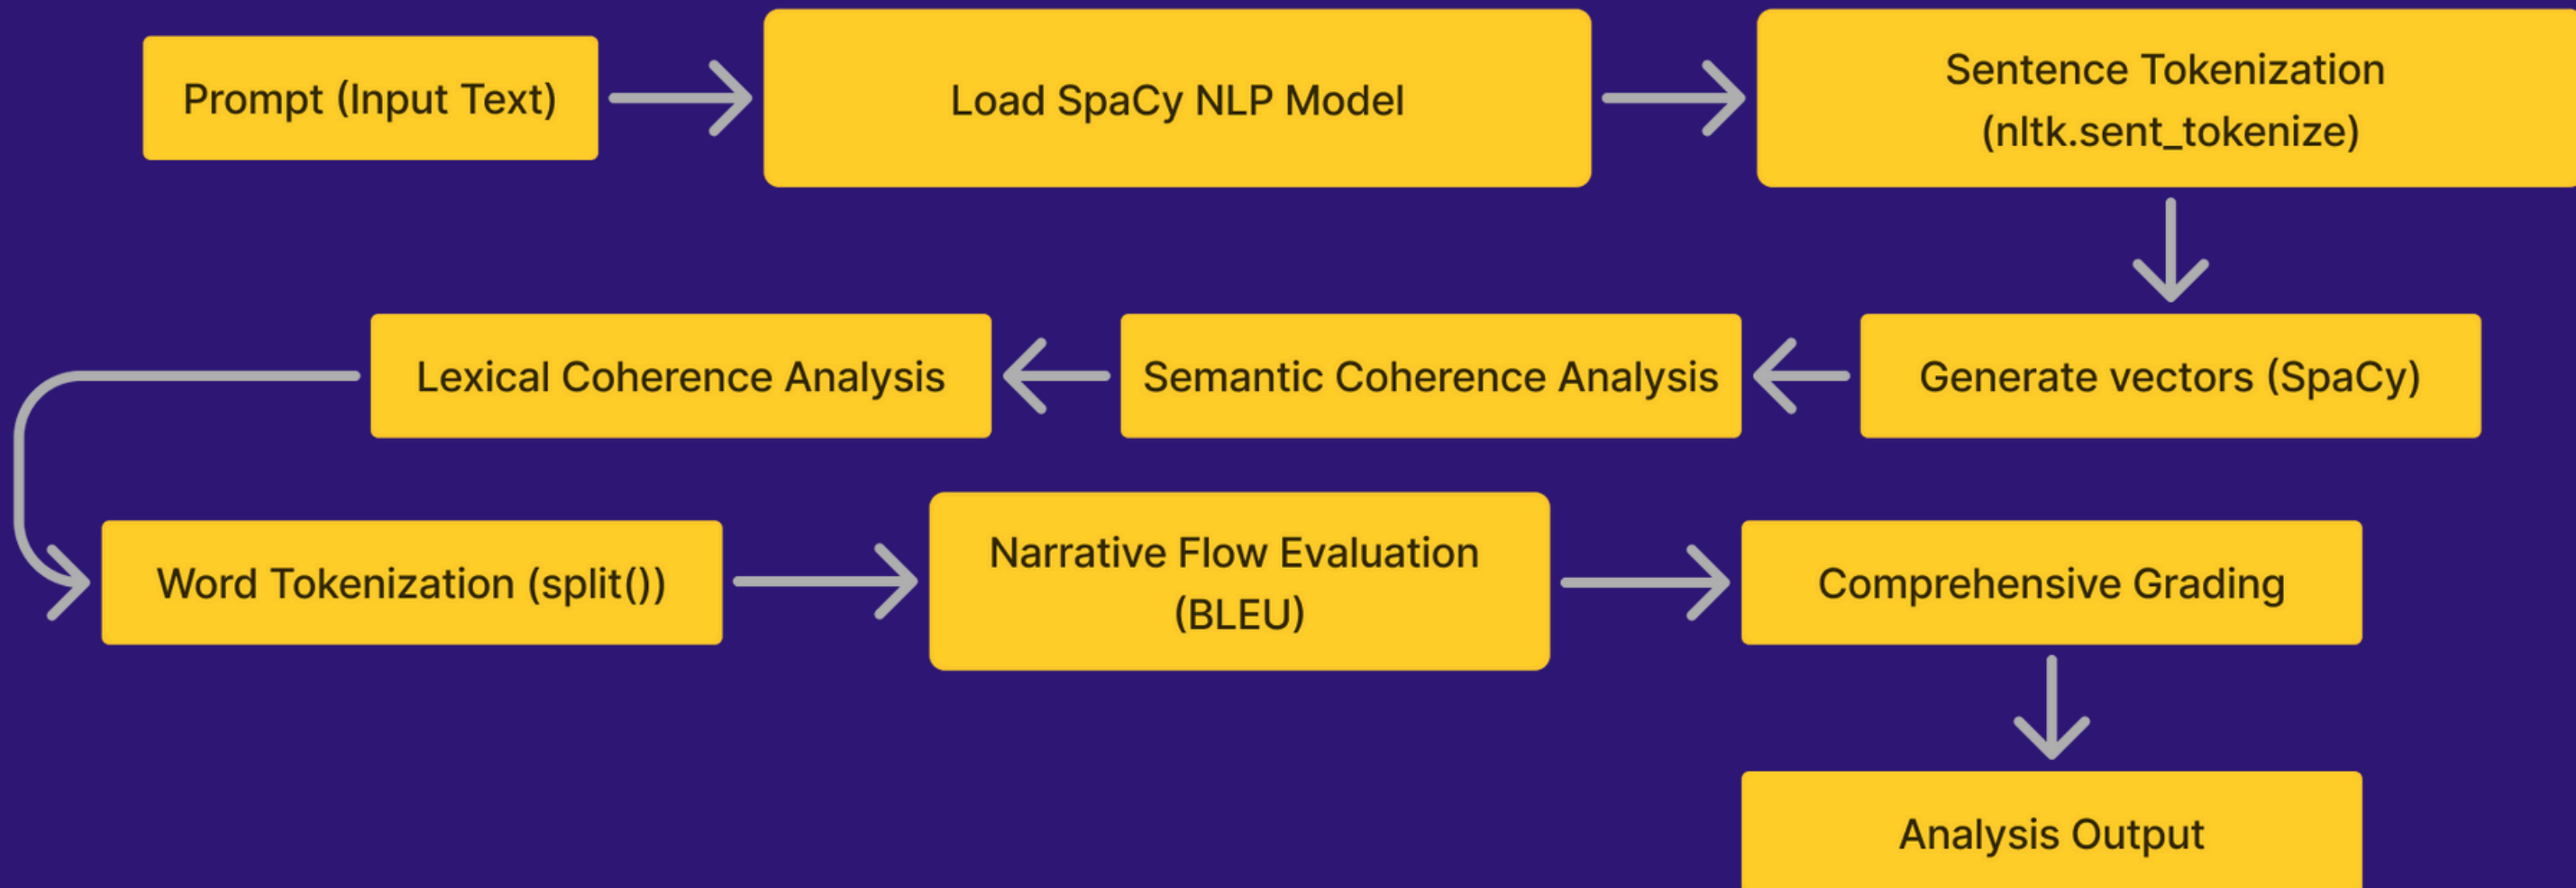 Prompt (Input Text)
Load SpaCy NLP Model
Sentence Tokenization
(nltk.sent_tokenize)
Generate vectors (SpaCy)
Semantic Coherence Analysis
Lexical Coherence Analysis
Word Tokenization (split())
Narrative Flow Evaluation
(BLEU)
Comprehensive Grading
Analysis Output